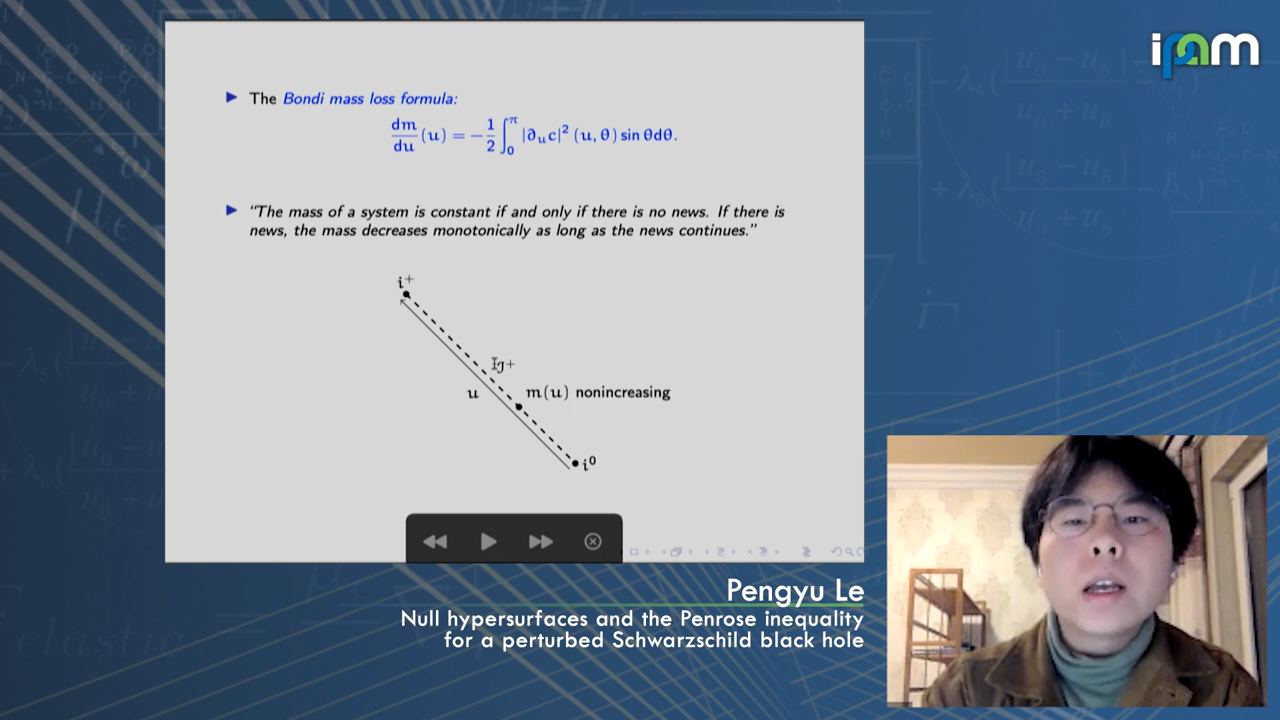 ipam
The Bondi mass loss formula:
dm/du (u) = −1/2 ∫₀^π |∂ᵤc|² (u, θ) sin θdθ.
"The mass of a system is constant if and only if there is no news. If there is
news, the mass decreases monotonically as long as the news continues."
i⁺
ℐ⁺
u
m(u) nonincreasing
i⁰
Pengyu Le
Null hypersurfaces and the Penrose inequality
for a perturbed Schwarzschild black hole